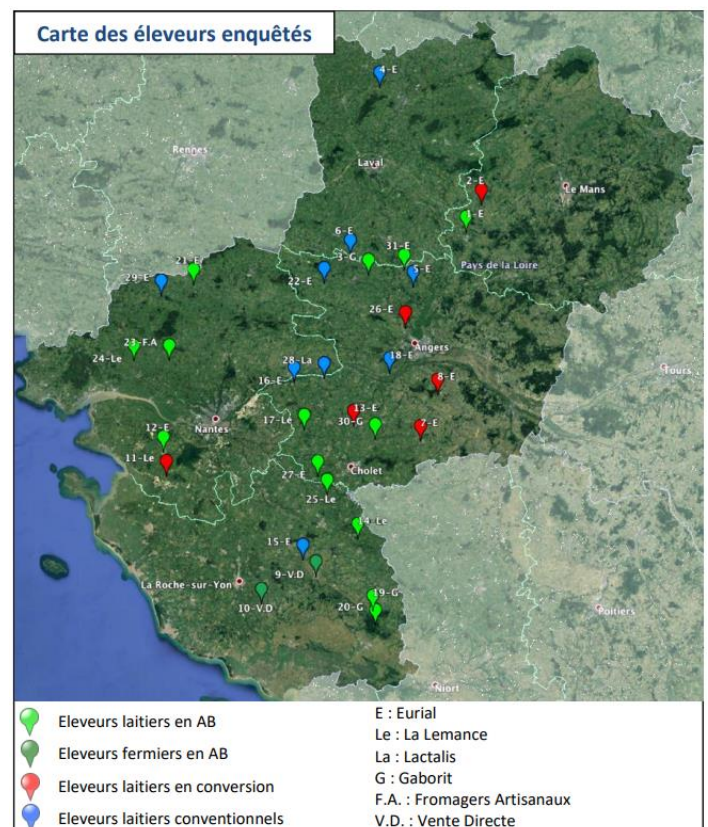 Carte des éleveurs enquêtés
4-E
Rennes
Laval
2-E
Le Mans
1-E
6-E
31-E
3-G
Pays de la Loire
21-E
22-E
5-E
29-E
26-E
Angers
23-F.A
24-Le
28-La
18-E
Tours
16-E
8-E
13-E
17-Le
30-G
7-E
Nantes
12-E
11-Le
27-E
Cholet
25-Le
14-Le
15-E
9-V.D
La Roche-sur-Yon
10-V.D
19-G
20-G
Poitiers
Niort
Eleveurs laitiers en AB
Eleveurs fermiers en AB
Eleveurs laitiers en conversion
Eleveurs laitiers conventionnels
E : Eurial
Le : La Lemance
La : Lactalis
G : Gaborit
F.A. : Fromagers Artisanaux
V.D. : Vente Directe